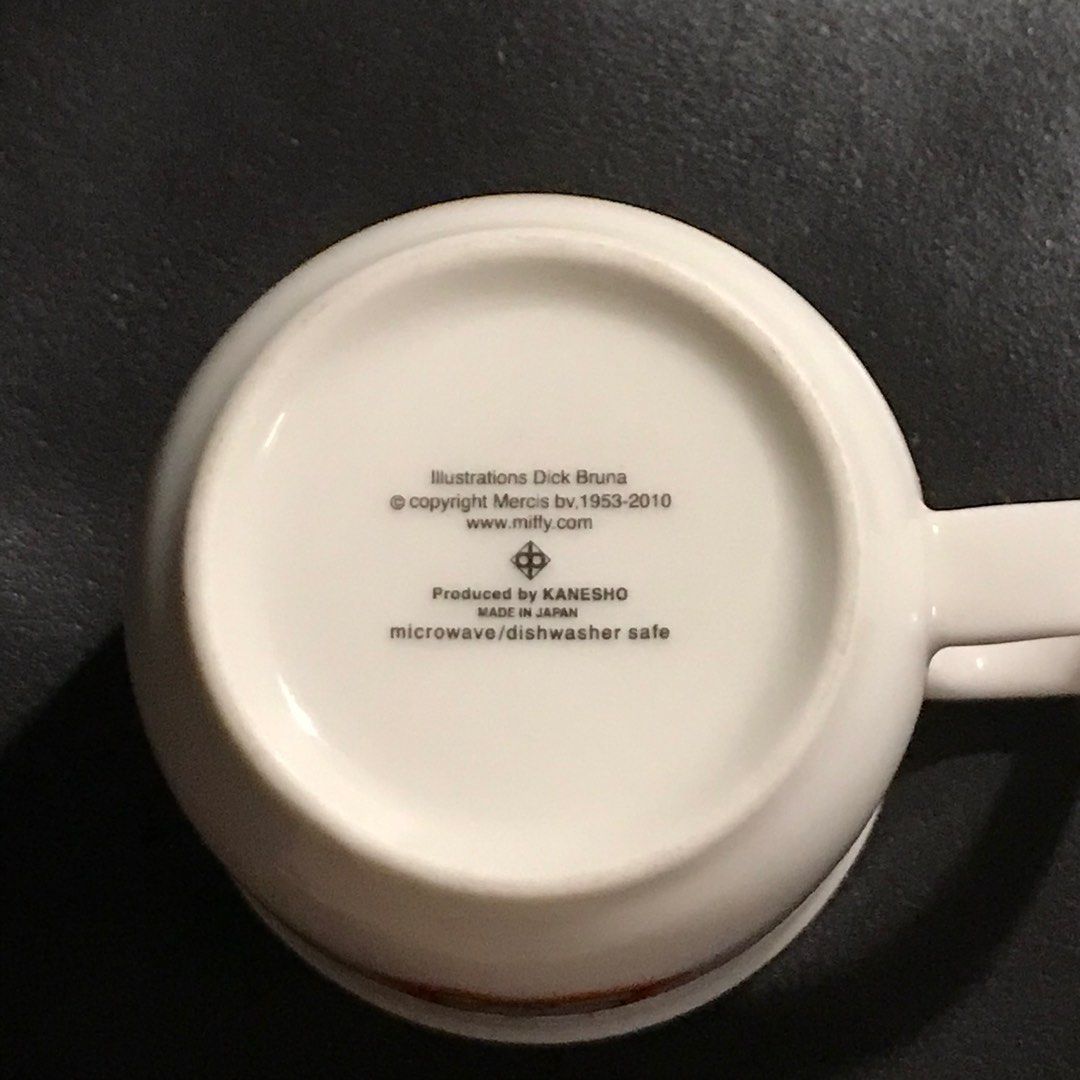 Illustrations Dick Bruna
© copyright Mercis bv,1953-2010
www.miffy.com
Produced by KANESHO
MADE IN JAPAN
microwave/dishwasher safe